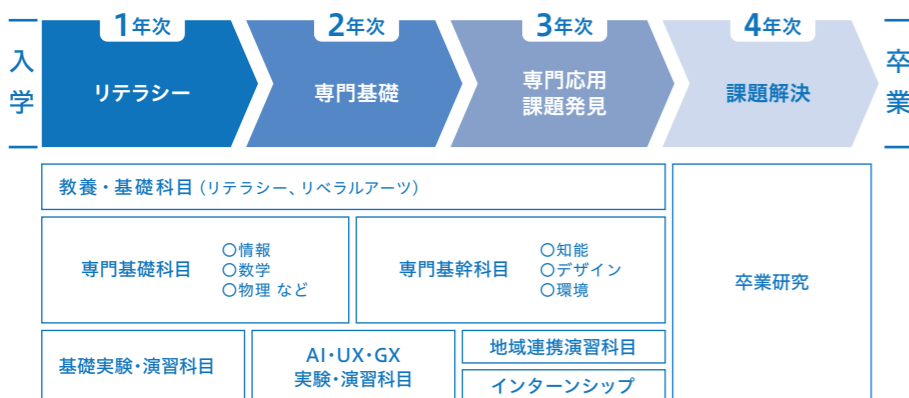 入学
1年次
リテラシー
2年次
専門基礎
3年次
専門応用
課題発見
4年次
課題解決
卒業
教養・基礎科目（リテラシー、リベラルアーツ）
専門基礎科目
○情報
○数学
○物理 など
専門基幹科目
○知能
○デザイン
○環境
卒業研究
基礎実験・演習科目
AI・UX・GX
実験・演習科目
地域連携演習科目
インターンシップ